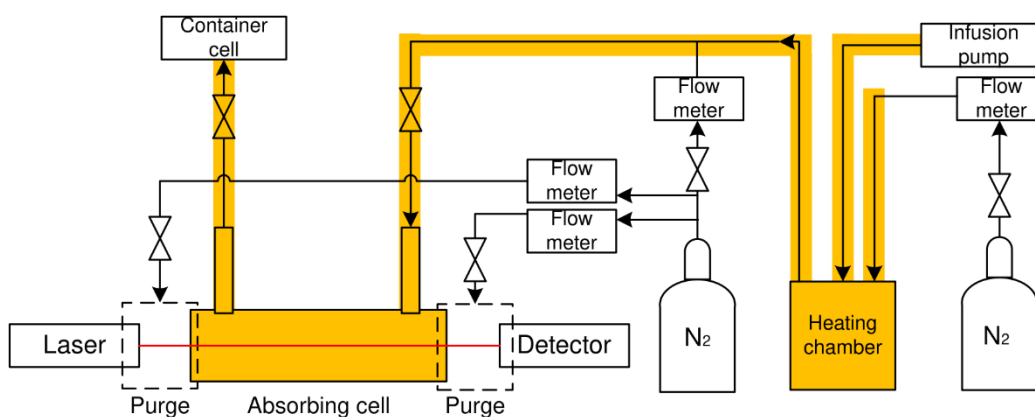 Container
cell
Infusion
pump
Flow
meter
Flow
meter
Flow
meter
Flow
meter
N₂
Heating
chamber
N₂
Laser
Detector
Purge
Absorbing cell
Purge